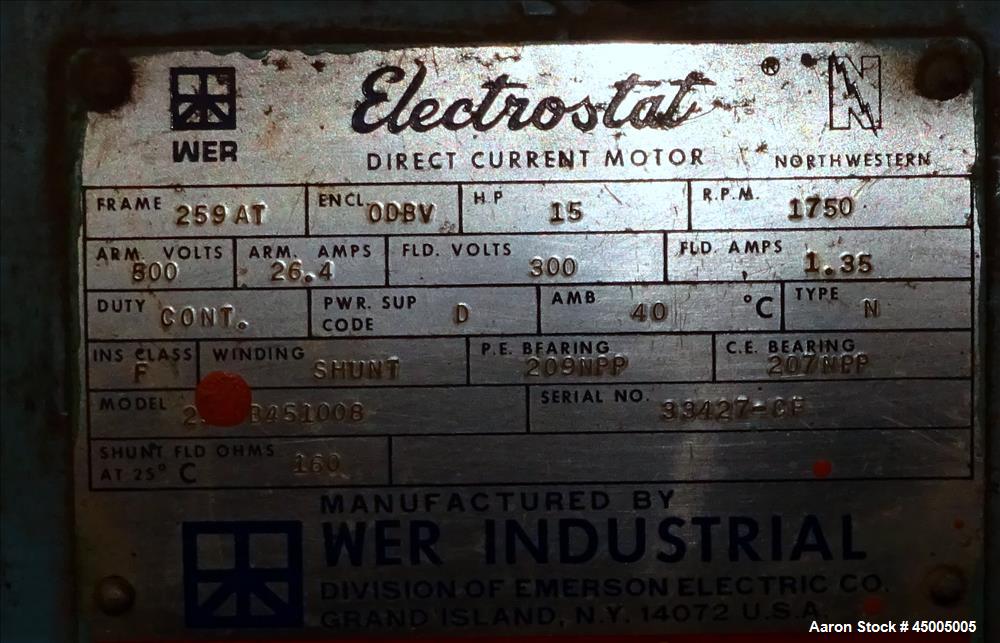 WER
Electrostat ®
N
DIRECT CURRENT MOTOR
NORTHWESTERN
FRAME 259 AT ENCL. ODBV H.P 15 R.P.M. 1750
ARM. VOLTS 500 ARM. AMPS 26.4 FLD. VOLTS 300 FLD. AMPS 1.35
DUTY CONT. PWR. SUP CODE D AMB 40 °C TYPE N
INS CLASS F WINDING SHUNT P.E. BEARING 209NPP C.E. BEARING 207NPP
MODEL SERIAL NO.
SHUNT FLD OHMS AT 25° C 160
MANUFACTURED BY
WER INDUSTRIAL
DIVISION OF EMERSON ELECTRIC CO.
GRAND ISLAND, N.Y. 14072 U.S.A.
Aaron Stock # 45005005